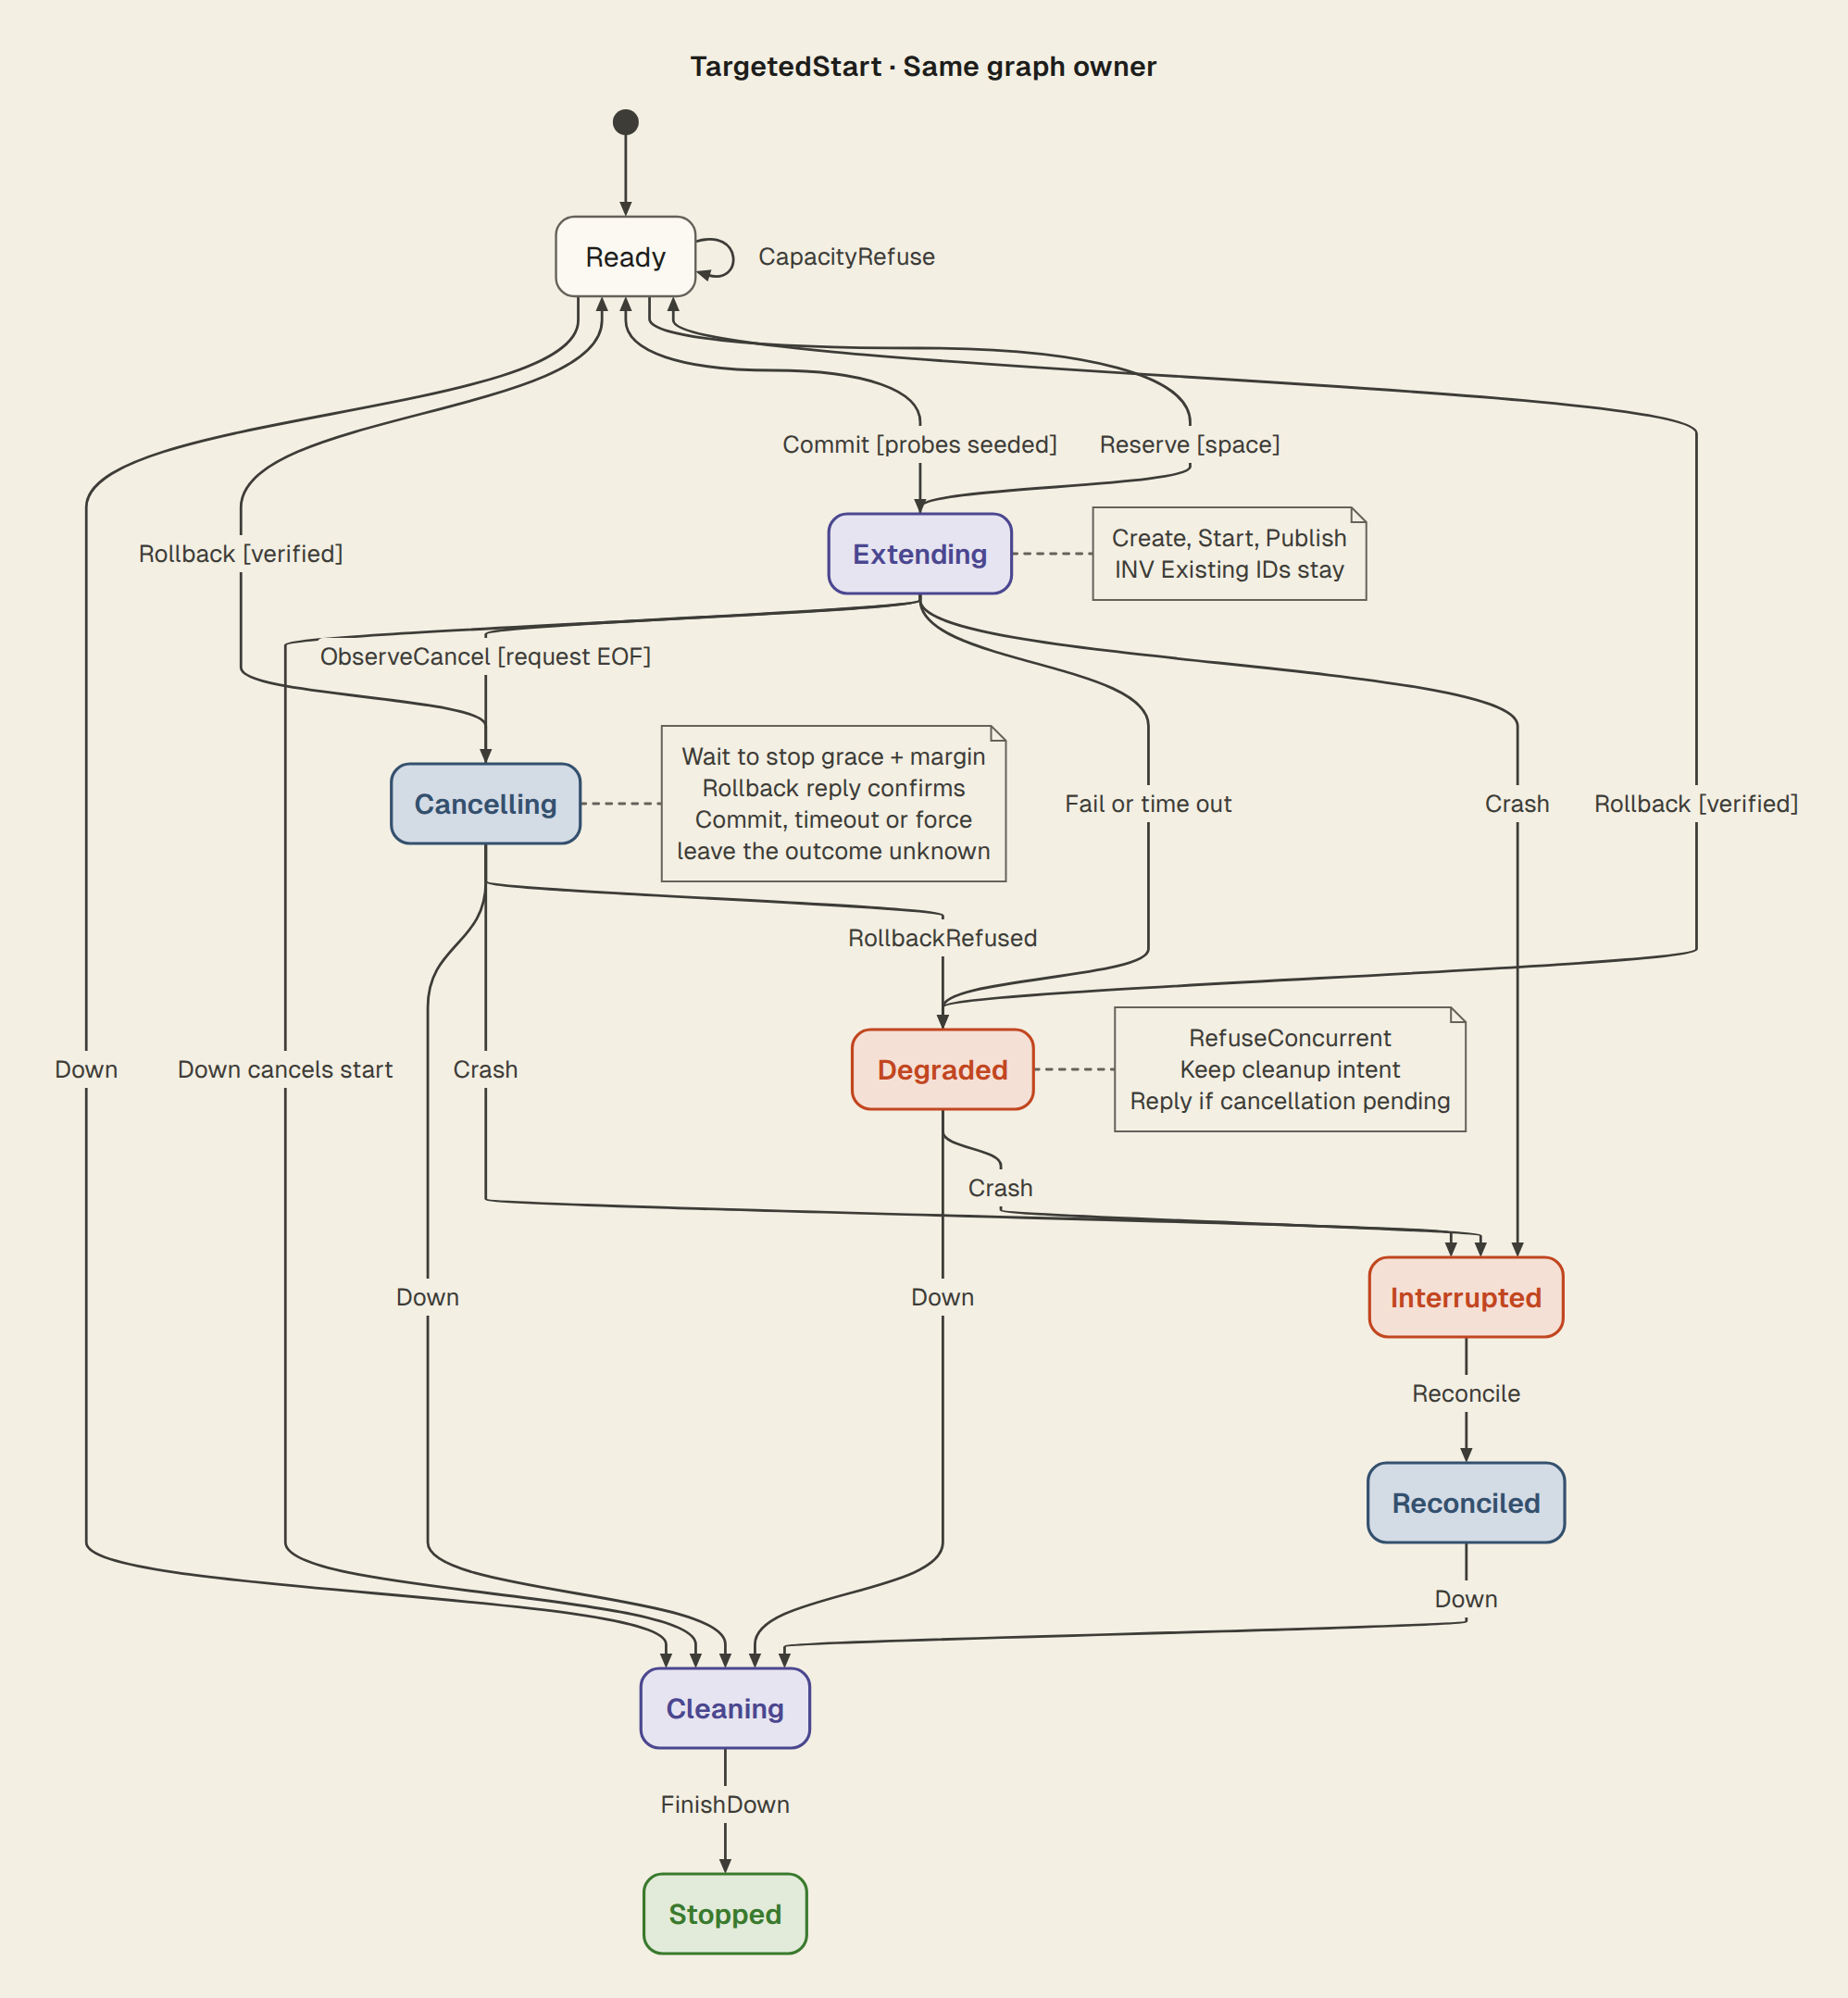 TargetedStart · Same graph owner
Ready
CapacityRefuse
Commit [probes seeded]
Reserve [space]
Rollback [verified]
Extending
Create, Start, Publish
INV Existing IDs stay
ObserveCancel [request EOF]
Cancelling
Wait to stop grace + margin
Rollback reply confirms
Commit, timeout or force
leave the outcome unknown
Fail or time out
Crash
Rollback [verified]
RollbackRefused
Down
Down cancels start
Crash
Degraded
RefuseConcurrent
Keep cleanup intent
Reply if cancellation pending
Crash
Down
Down
Interrupted
Reconcile
Reconciled
Down
Cleaning
FinishDown
Stopped